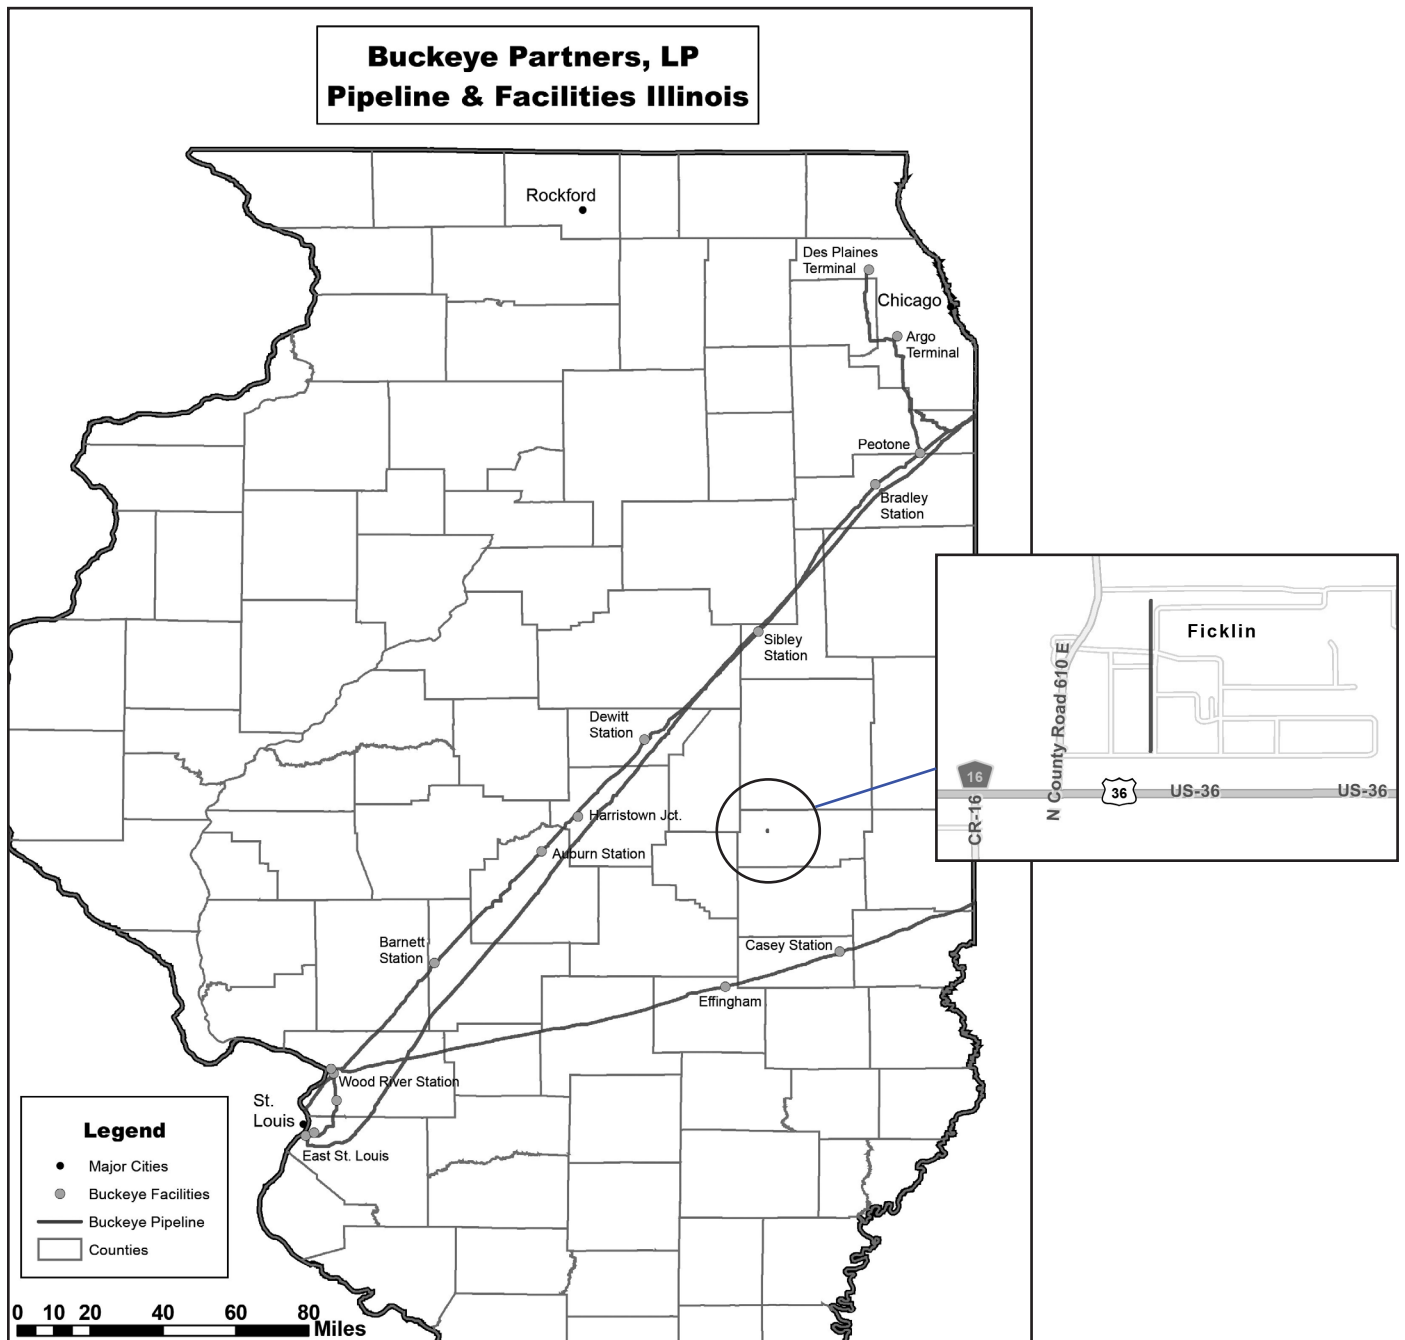 Buckeye Partners, LP
Pipeline & Facilities Illinois
Rockford
Des Plaines
Terminal
Chicago
Argo
Terminal
Peotone
Bradley
Station
Sibley
Station
Dewitt
Station
Harristown Jct.
Auburn Station
Barnett
Station
Casey Station
Effingham
Wood River Station
St.
Louis
East St. Louis
Ficklin
N County Road 610 E
16
CR-16
36
US-36
US-36
Legend
Major Cities
Buckeye Facilities
Buckeye Pipeline
Counties
0 10 20 40 60 80
Miles